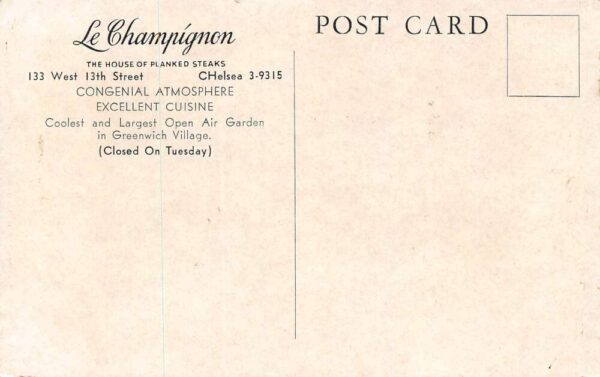 Le Champignon
THE HOUSE OF PLANKED STEAKS
133 West 13th Street CHelsea 3-9315
CONGENIAL ATMOSPHERE
EXCELLENT CUISINE
Coolest and Largest Open Air Garden
in Greenwich Village.
(Closed On Tuesday)
POST CARD